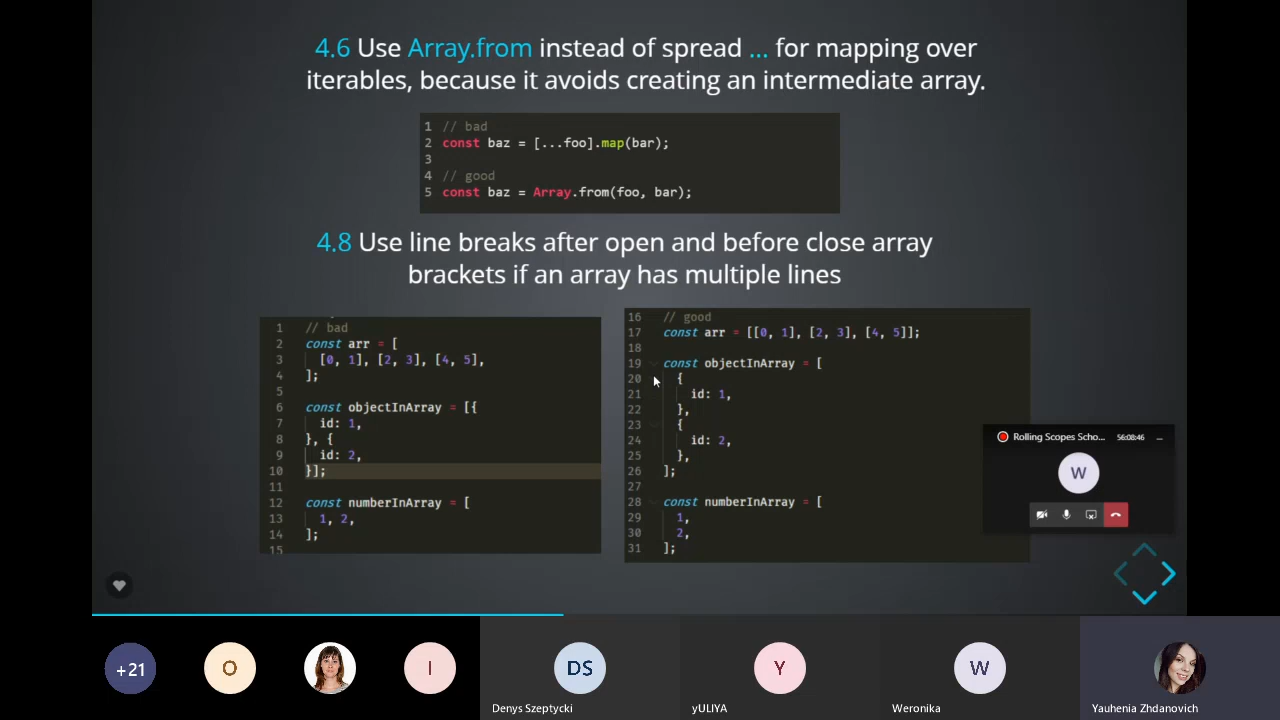 4.6 Use Array.from instead of spread ... for mapping over
iterables, because it avoids creating an intermediate array.
1 // bad
2 const baz = [...foo].map(bar);
3
4 // good
5 const baz = Array.from(foo, bar);
4.8 Use line breaks after open and before close array
brackets if an array has multiple lines
1 // bad
2 const arr = [
3 [0, 1], [2, 3], [4, 5],
4 ];
5
6 const objectInArray = [{
7 id: 1,
8 }, {
9 id: 2,
10 }];
11
12 const numberInArray = [
13 1, 2,
14 ];
15
16 // good
17 const arr = [[0, 1], [2, 3], [4, 5]];
18
19 const objectInArray = [
20 {
21 id: 1,
22 },
23 {
24 id: 2,
25 },
26 ];
27
28 const numberInArray = [
29 1,
30 2,
31 ];
Rolling Scopes Scho... 56:08:46
W
+21
O
I
DS
Y
W
Denys Szeptycki
yULIYA
Weronika
Yauhenia Zhdanovich